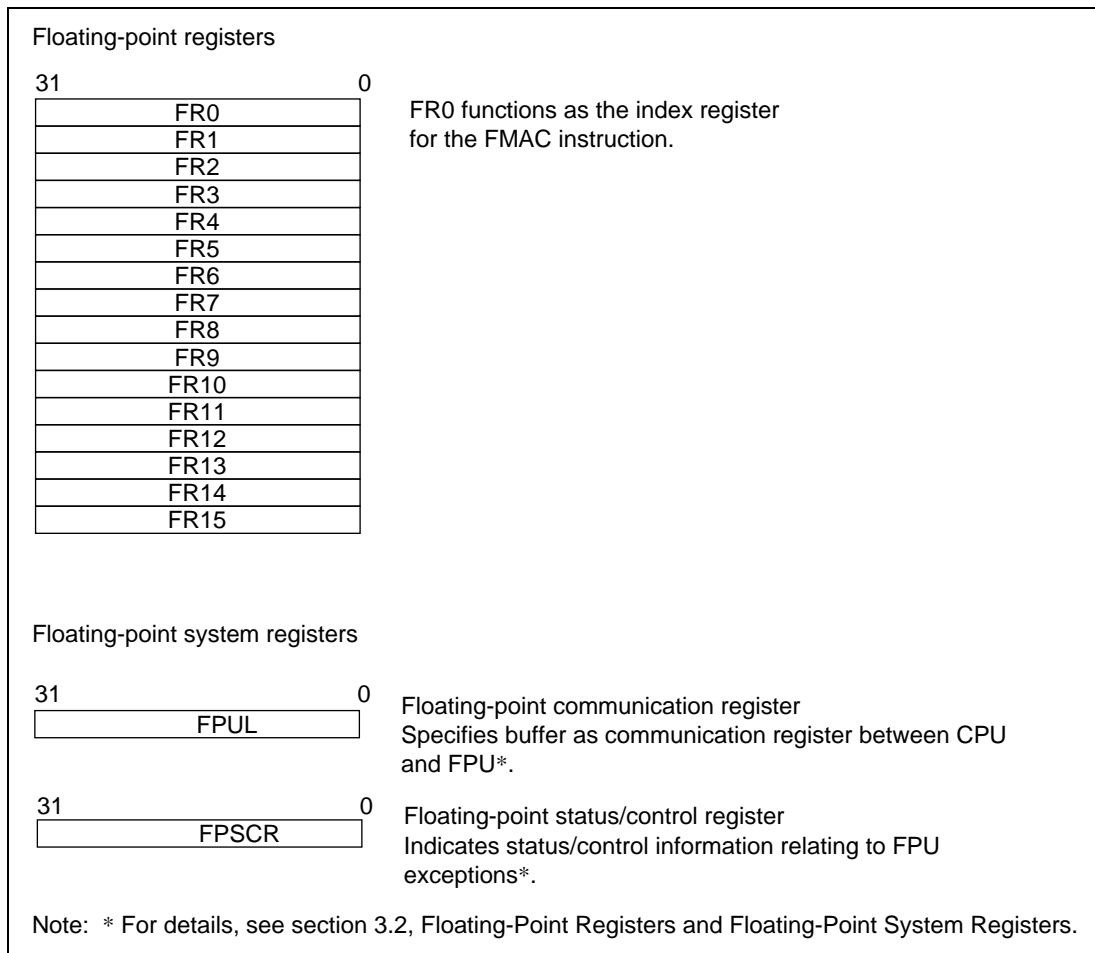 Floating-point registers
31 0
FR0
FR0 functions as the index register
FR1
for the FMAC instruction.
FR2
FR3
FR4
FR5
FR6
FR7
FR8
FR9
FR10
FR11
FR12
FR13
FR14
FR15
Floating-point system registers
31 0
FPUL
Floating-point communication register
Specifies buffer as communication register between CPU
and FPU*.
31 0
FPSCR
Floating-point status/control register
Indicates status/control information relating to FPU
exceptions*.
Note: * For details, see section 3.2, Floating-Point Registers and Floating-Point System Registers.